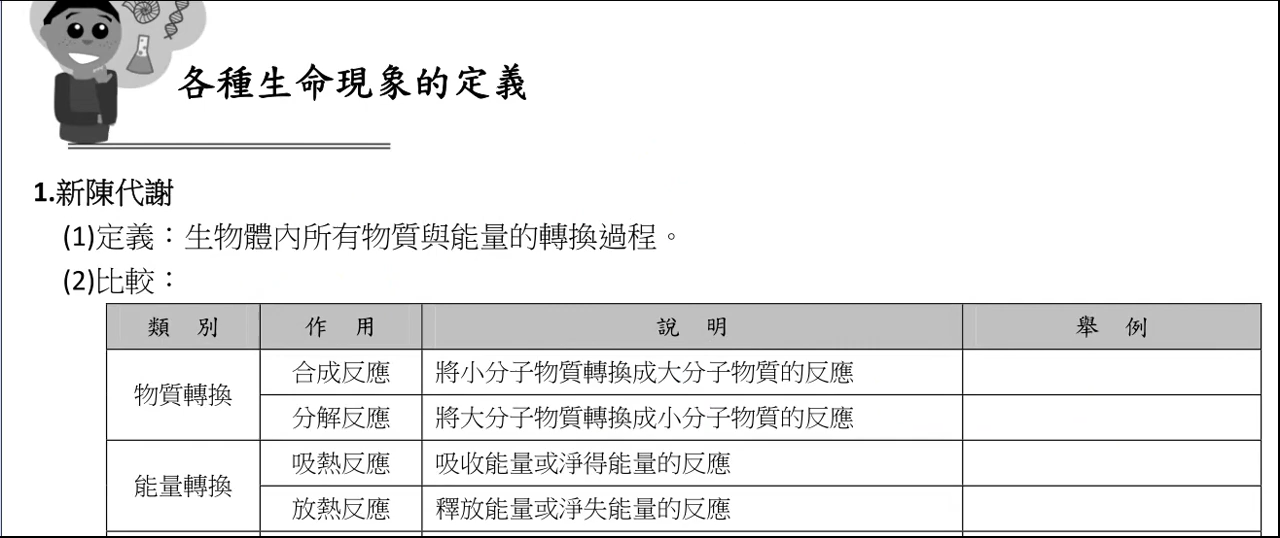 各種生命現象的定義
1.新陳代謝
(1)定義：生物體內所有物質與能量的轉換過程。
(2)比較：
類 別 作 用 說 明 舉 例
物質轉換 合成反應 將小分子物質轉換成大分子物質的反應
分解反應 將大分子物質轉換成小分子物質的反應
能量轉換 吸熱反應 吸收能量或淨得能量的反應
放熱反應 釋放能量或淨失能量的反應